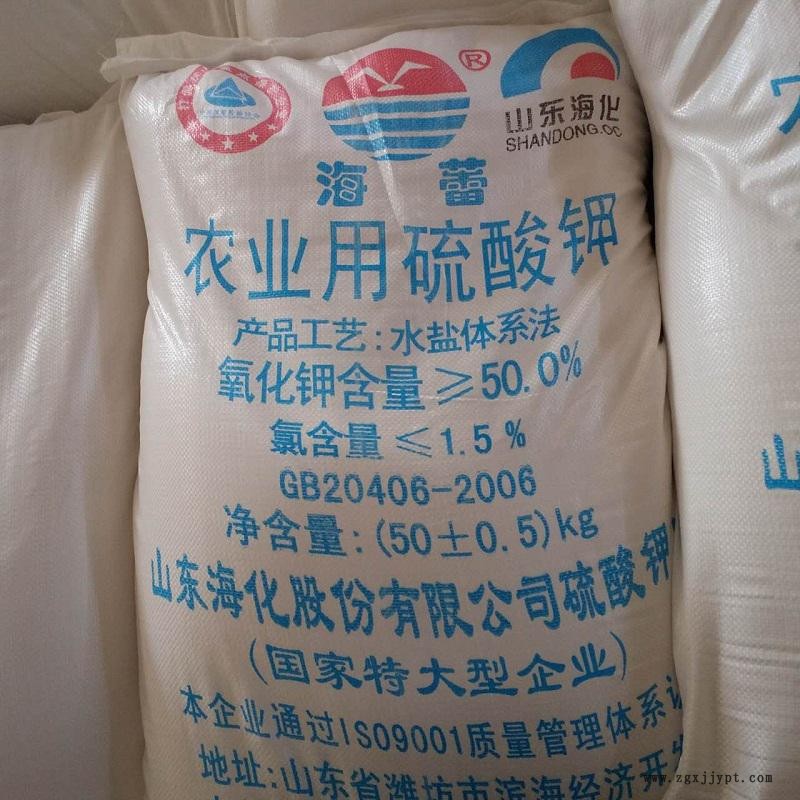 ®
山东海化
SHANDONG.OC
海蕾
农业用硫酸钾
产品工艺:水盐体系法
氧化钾含量≥50.0%
氯含量≤1.5%
GB20406-2006
净含量:(50±0.5)kg
山东海化股份有限公司硫酸钾
(国家特大型企业)
本企业通过ISO9001质量管理体系认
地址:山东省潍坊市滨海经济开发
山
www.zgxjjypt.com